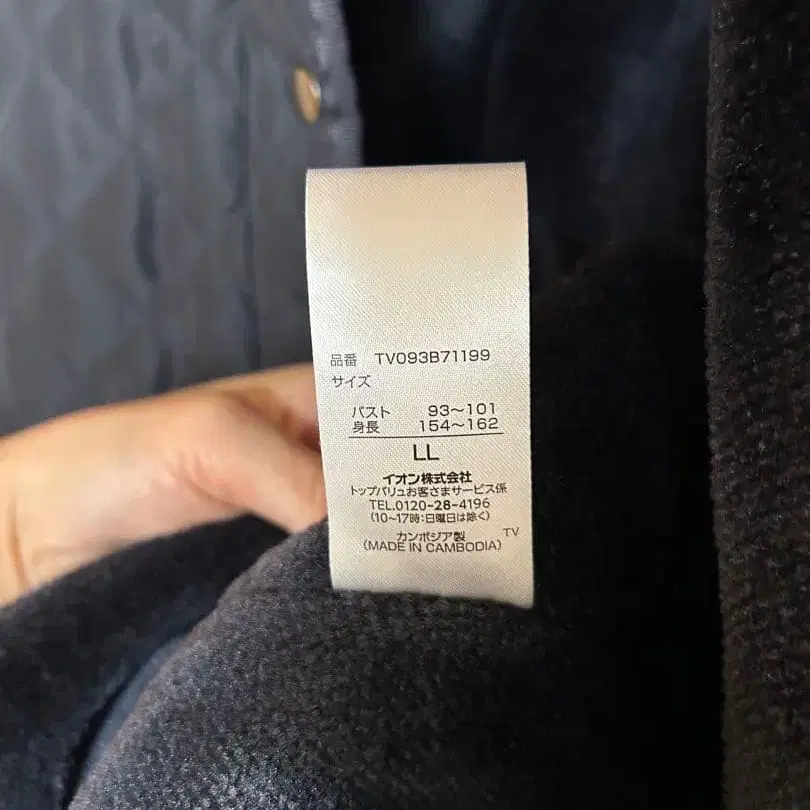 品番 TV093B71199
サイズ
バスト 93～101
身長 154～162
LL
イオン株式会社
トップバリュお客さまサービス係
TEL.0120-28-4196
(10～17時:日曜日は除く)
カンボジア製 TV
(MADE IN CAMBODIA)